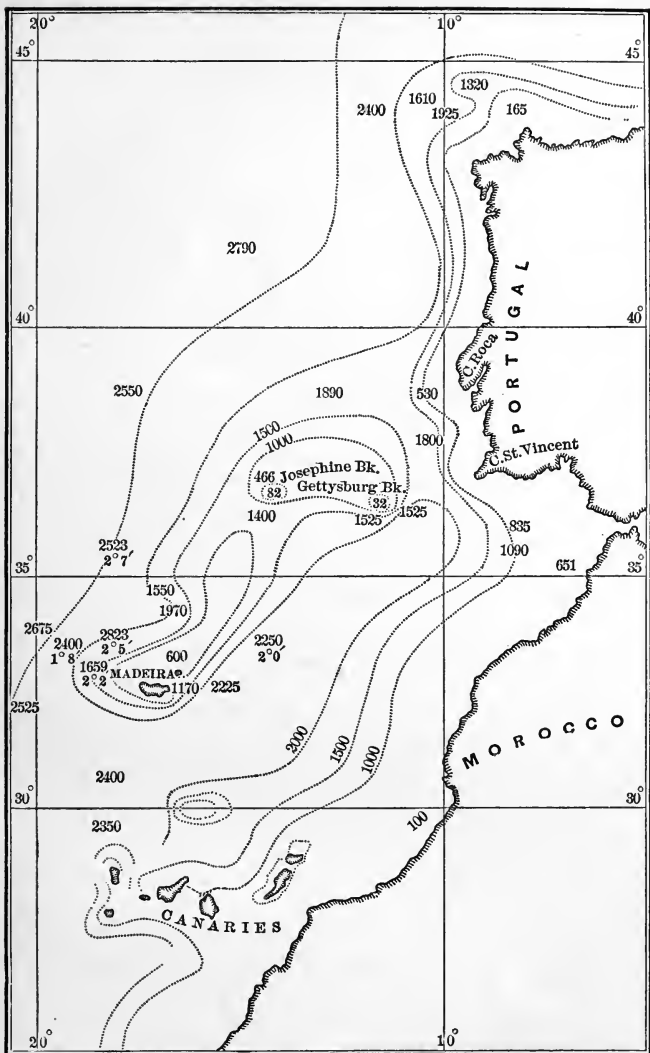 20° 10°
45° 45°
1320
1610
2400 1925 165
2790
40° 40°
PORTUGAL
C. Roca
2550 1890 530
1500
1000 1800
C. St. Vincent
466 Josephine Bk.
82 Gettysburg Bk.
32
1400 1525 1525
835
2523 1090
2° 7′
35° 651 35°
1550
1970
2675
2400 2823 2250
1° 8 2° 5′ 600 2° 0′
1659
2° 2 MADEIRA
1170 2225
2525
MOROCCO
2000 1500 1000
2400
30° 30°
100
2350
CANARIES
20° 10°